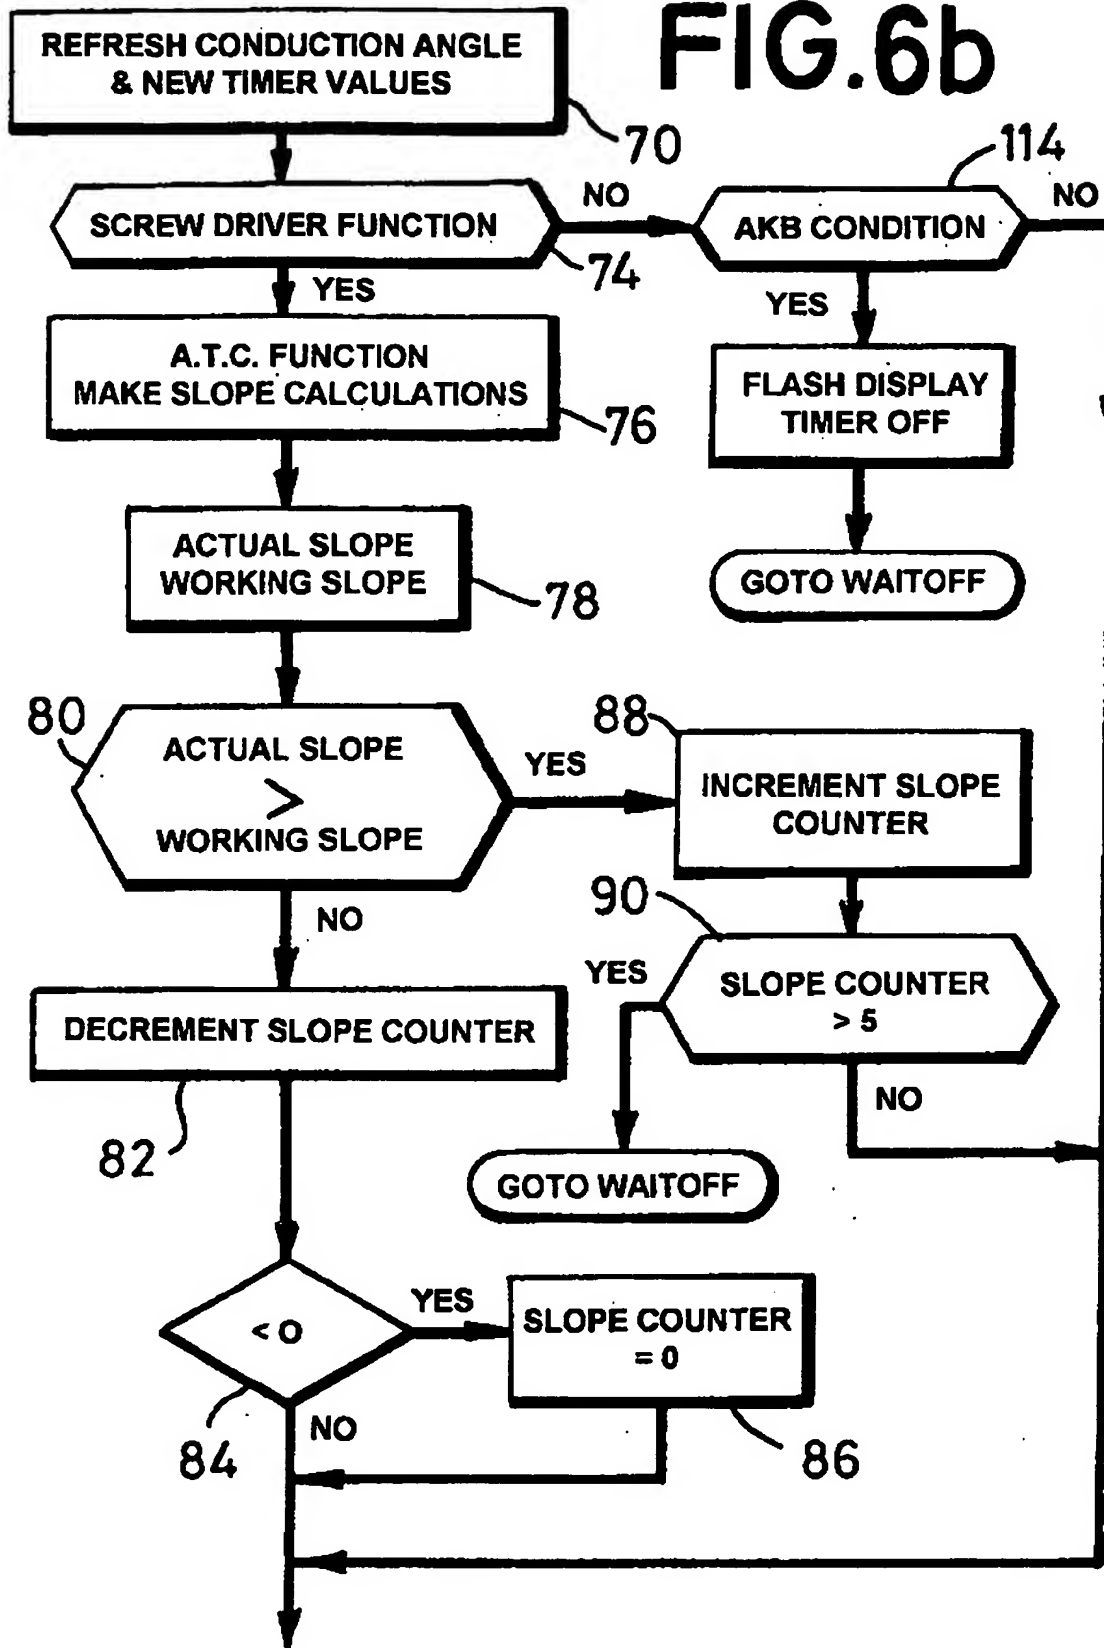 FIG.6b
REFRESH CONDUCTION ANGLE
& NEW TIMER VALUES
70
SCREW DRIVER FUNCTION
74
NO
AKB CONDITION
114
NO
YES
YES
A.T.C. FUNCTION
MAKE SLOPE CALCULATIONS
76
FLASH DISPLAY
TIMER OFF
ACTUAL SLOPE
WORKING SLOPE
78
GOTO WAITOFF
80
ACTUAL SLOPE
>
WORKING SLOPE
YES
88
INCREMENT SLOPE
COUNTER
NO
90
YES
SLOPE COUNTER
> 5
NO
DECREMENT SLOPE COUNTER
82
GOTO WAITOFF
< 0
YES
SLOPE COUNTER
= 0
84
NO
86